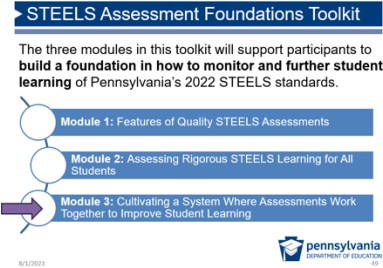 STEELS Assessment Foundations Toolkit
The three modules in this toolkit will support participants to
build a foundation in how to monitor and further student
learning of Pennsylvania's 2022 STEELS standards.
Module 1: Features of Quality STEELS Assessments
Module 2: Assessing Rigorous STEELS Learning for All
Students
Module 3: Cultivating a System Where Assessments Work
Together to Improve Student Learning
8/1/2023
pennsylvania
DEPARTMENT OF EDUCATION
49